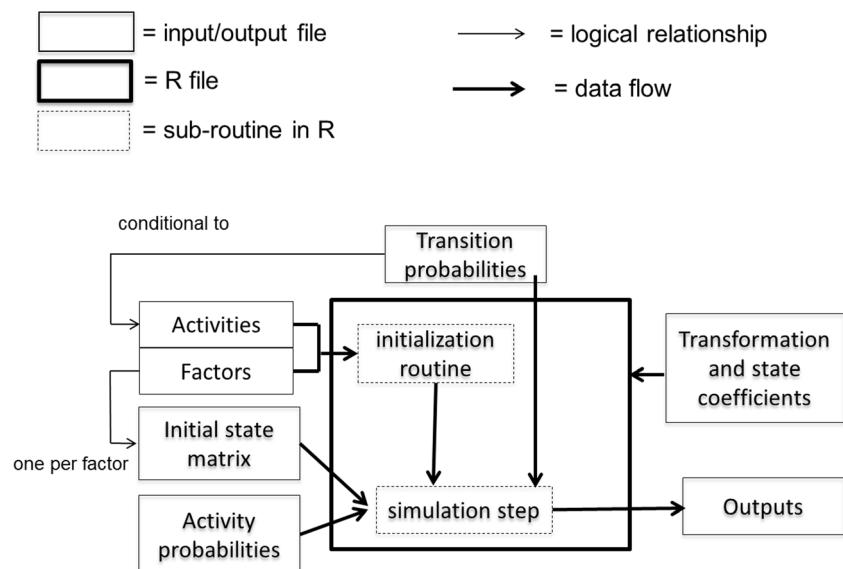 = input/output file
= logical relationship
= R file
= data flow
= sub-routine in R
conditional to
Transition
probabilities
Activities
Factors
initialization
routine
Transformation
and state
coefficients
one per factor
Initial state
matrix
Activity
probabilities
simulation step
Outputs